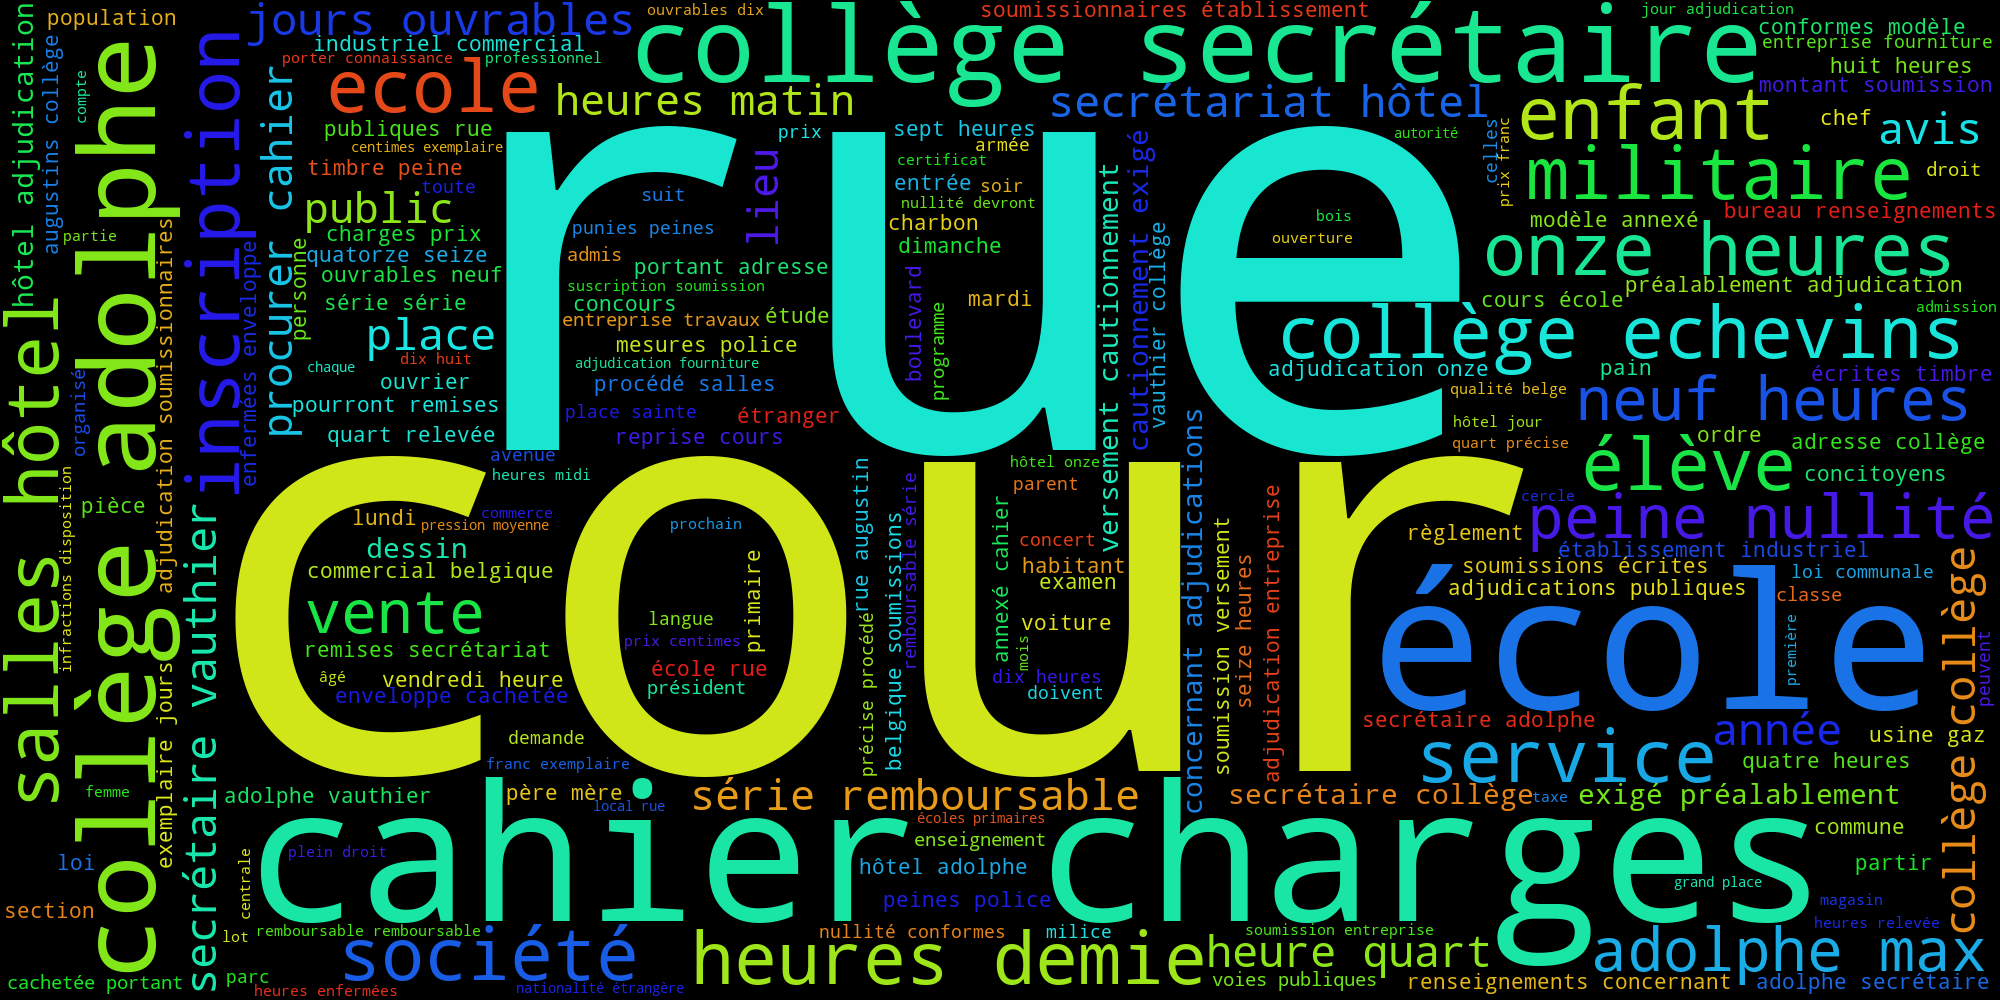 population
ouvrables dix
soumissionnaires établissement
jour adjudication
jours ouvrables
collège secrétaire
conformes modèle
industriel commercial
entreprise fourniture
porter connaissance
professionnel
huit heures
ecole
heures matin
secrétariat hôtel
montant soumission
enfant
chef
avis
publiques rue
prix
sept heures
autorité
centimes exemplaire
armée
timbre peine
certificat
militaire
droit
toute
suit
entrée
soir
nullité devront
public
modèle annexé
bureau renseignements
charges prix
punies peines
charbon
bois
rue
partie
quatorze seize
admis
dimanche
ouverture
onze heures
ouvrables neuf
portant adresse
suscription soumission
préalablement adjudication
série série
concours
mardi
cours école
admission
place
entreprise travaux
étude
collège echevins
dix huit
mesures police
chaque
adjudication fourniture
adjudication onze
pain
écrites timbre
ouvrier
procédé salles
qualité belge
pourront remises
place sainte
étranger
neuf heures
quart relevée
reprise cours
hôtel jour
quart précise
ordre
adresse collège
avenue
heures midi
hôtel onze
élève
concitoyens
parent
pièce
cercle
commerce
lundi
pression moyenne
prochain
peine nullité
règlement
dessin
concert
établissement industriel
commercial belgique
habitant
examen
soumissions écrites
loi communale
adjudications publiques
classe
cour
vente
langue
voiture
école
prix centimes
remises secrétariat
école rue
âgé
vendredi heure
président
dix heures
enveloppe cachetée
doivent
secrétaire adolphe
demande
année
usine gaz
service
franc exemplaire
quatre heures
femme
adolphe vauthier
père mère
série remboursable
secrétaire collège
taxe
exigé préalablement
local rue
écoles primaires
commune
cahier charges
enseignement
plein droit
loi
hôtel adolphe
partir
grand place
section
peines police
magasin
heures relevée
lot
remboursable remboursable
nullité conformes
milice
soumission entreprise
société
heures demie
heure quart
adolphe max
cachetée portant
parc
voies publiques
renseignements concernant
adolphe secrétaire
heures enfermées
nationalité étrangère
hôtel adjudication
salles hôtel
augustins collège
compte
organisé
infractions disposition
collège adolphe
adjudication soumissionnaires
exemplaire jours
inscription
secrétaire vauthier
enfermées enveloppe
centrale
procurer cahier
personne
lieu
primaire
rue augustin
précise procédé
belgique soumissions
remboursable série
boulevard
programme
annexé cahier
mois
versement cautionnement
cautionnement exigé
vauthier collège
concernant adjudications
soumission versement
seize heures
adjudication entreprise
celles
prix franc
première
collège collège
peuvent